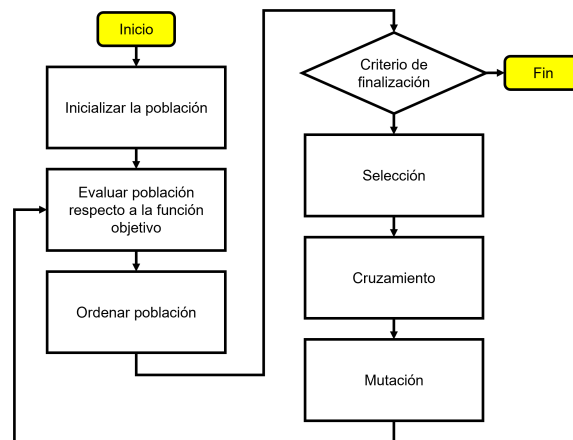 Inicio
Inicializar la población
Evaluar población
respecto a la función
objetivo
Ordenar población
Criterio de
finalización
Fin
Selección
Cruzamiento
Mutación